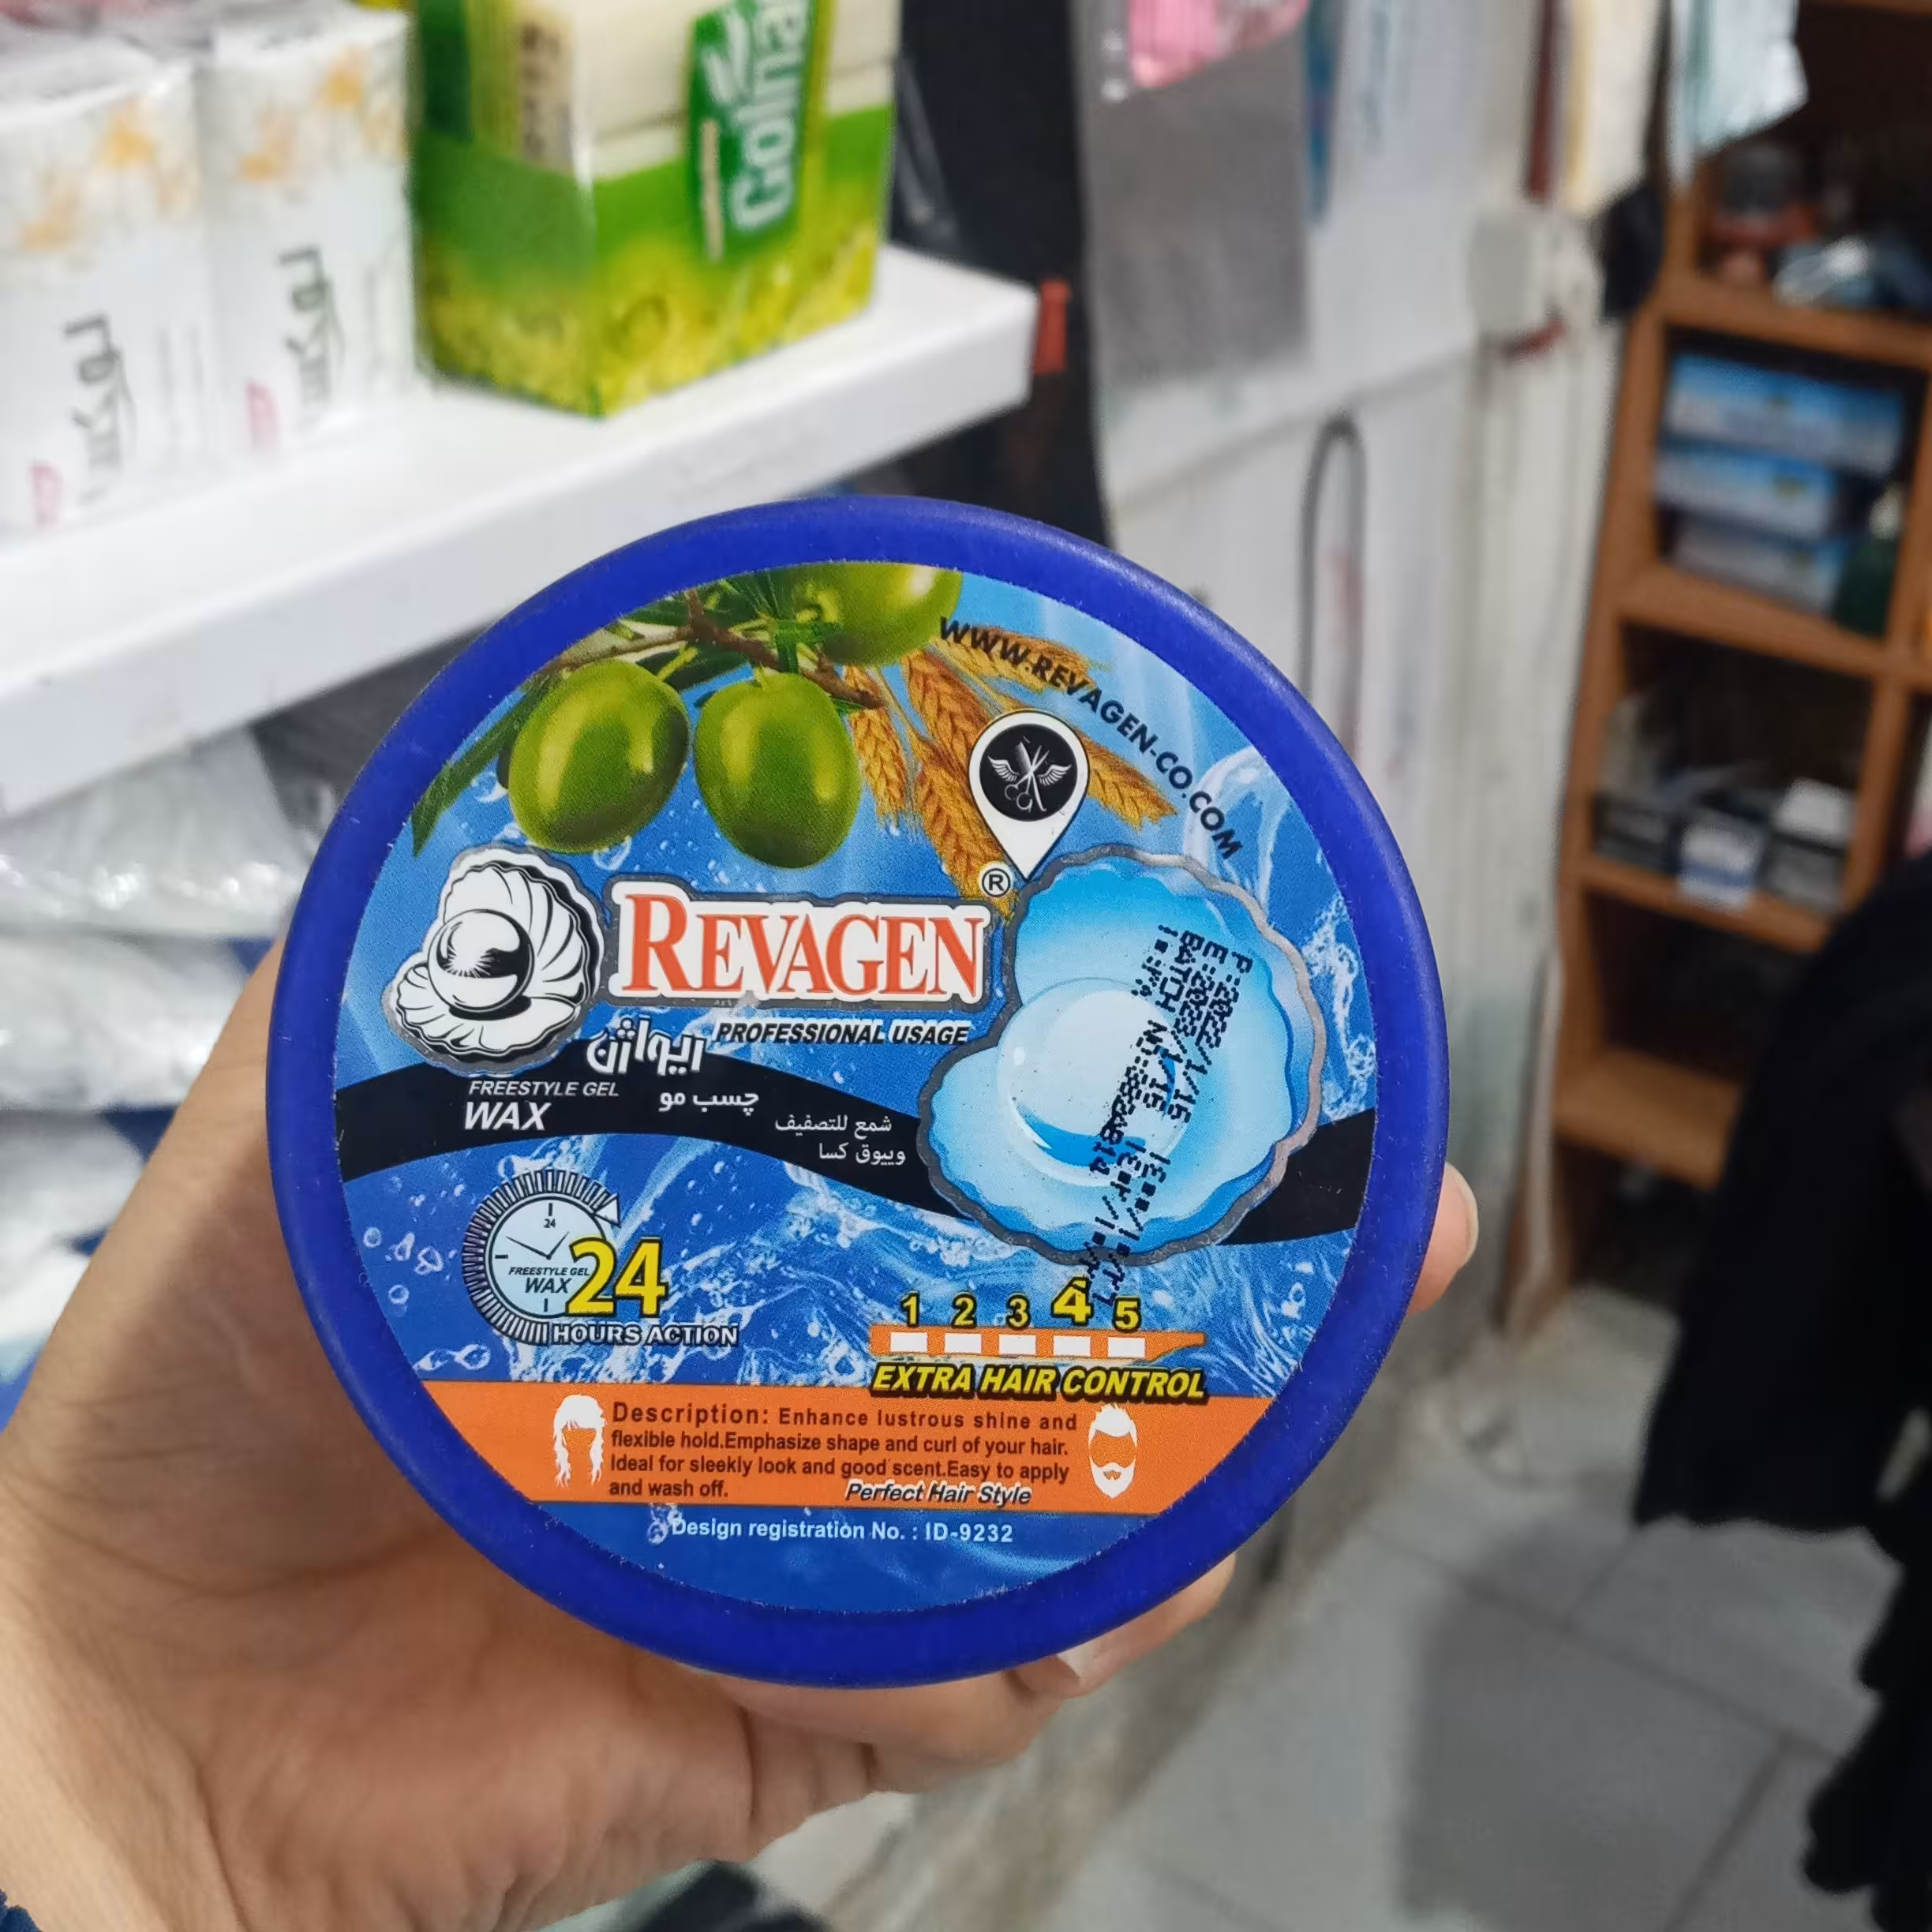 Golnar
WWW.REVAGEN-CO.COM
®
REVAGEN
PROFESSIONAL USAGE
ریواژن
FREESTYLE GEL
WAX
چسب مو
شمع للتصفيف
وییوق کسا
24
FREESTYLE GEL
WAX
24
HOURS ACTION
1 2 3 4 5
EXTRA HAIR CONTROL
Description: Enhance lustrous shine and
flexible hold.Emphasize shape and curl of your hair.
Ideal for sleekly look and good scent.Easy to apply
and wash off.
Perfect Hair Style
Design registration No. : ID-9232